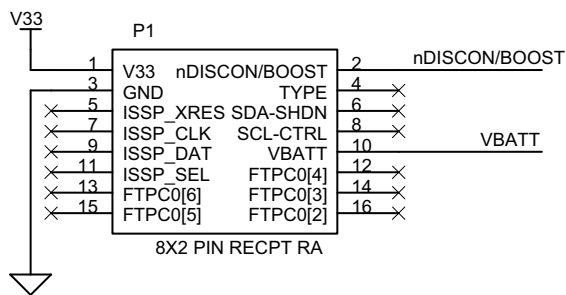 V33
P1
nDISCON/BOOST
1 V33 nDISCON/BOOST 2
3 GND TYPE 4
5 ISSP_XRES SDA-SHDN 6
7 ISSP_CLK SCL-CTRL 8
9 ISSP_DAT VBATT 10 VBATT
11 ISSP_SEL FTPC0[4] 12
13 FTPC0[6] FTPC0[3] 14
15 FTPC0[5] FTPC0[2] 16
8X2 PIN RECPT RA